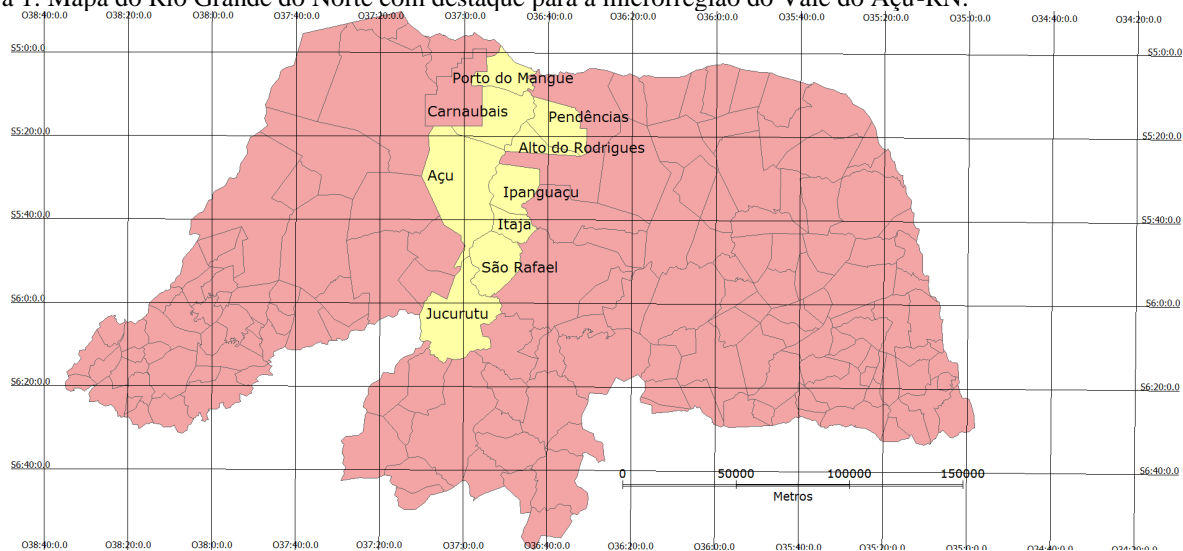 a 1: Mapa do Rio Grande do Norte com destaque para a microrregião do Vale do Açu-RN.
O38:40:0.0 O38:20:0.0 O38:0:0.0 O37:40:0.0 O37:20:0.0 O37:0:0.0 O36:40:0.0 O36:20:0.0 O36:0:0.0 O35:40:0.0 O35:20:0.0 O35:0:0.0 O34:40:0.0 O34:20:0.0
S5:0:0.0 S5:0:0.0
Porto do Mangue
Carnaubais
Pendências
S5:20:0.0 S5:20:0.0
Alto do Rodrigues
Açu
Ipanguaçu
S5:40:0.0 S5:40:0.0
Itaja
São Rafael
S6:0:0.0 S6:0:0.0
Jucurutu
S6:20:0.0 S6:20:0.0
S6:40:0.0 S6:40:0.0
0 50000 100000 150000
Metros
O38:40:0.0 O38:20:0.0 O38:0:0.0 O37:40:0.0 O37:20:0.0 O37:0:0.0 O36:40:0.0 O36:20:0.0 O36:0:0.0 O35:40:0.0 O35:20:0.0 O35:0:0.0 O34:40:0.0 O34:20:0.0